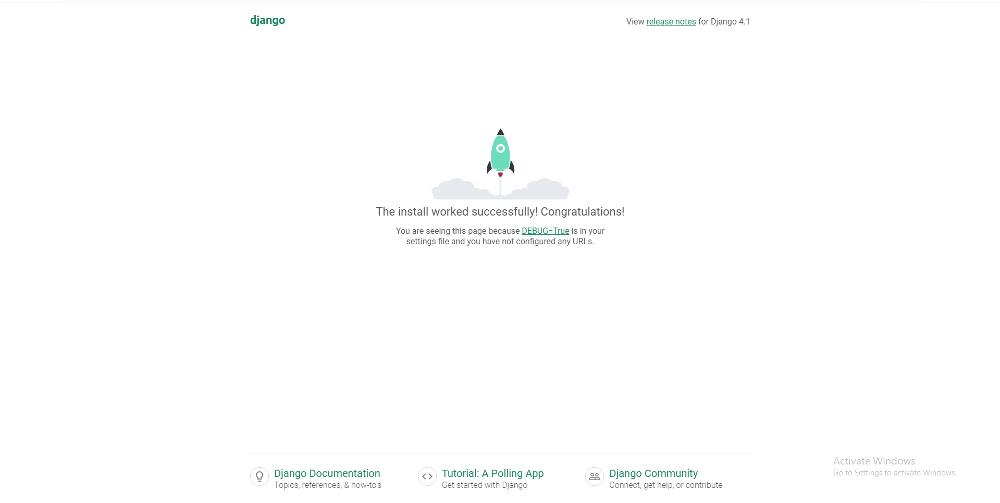 django
View release notes for Django 4.1
The install worked successfully! Congratulations!
You are seeing this page because DEBUG=True is in your
settings file and you have not configured any URLs.
Django Documentation
Topics, references, & how-to’s
Tutorial: A Polling App
Get started with Django
Django Community
Connect, get help, or contribute
Activate Windows
Go to Settings to activate Windows.